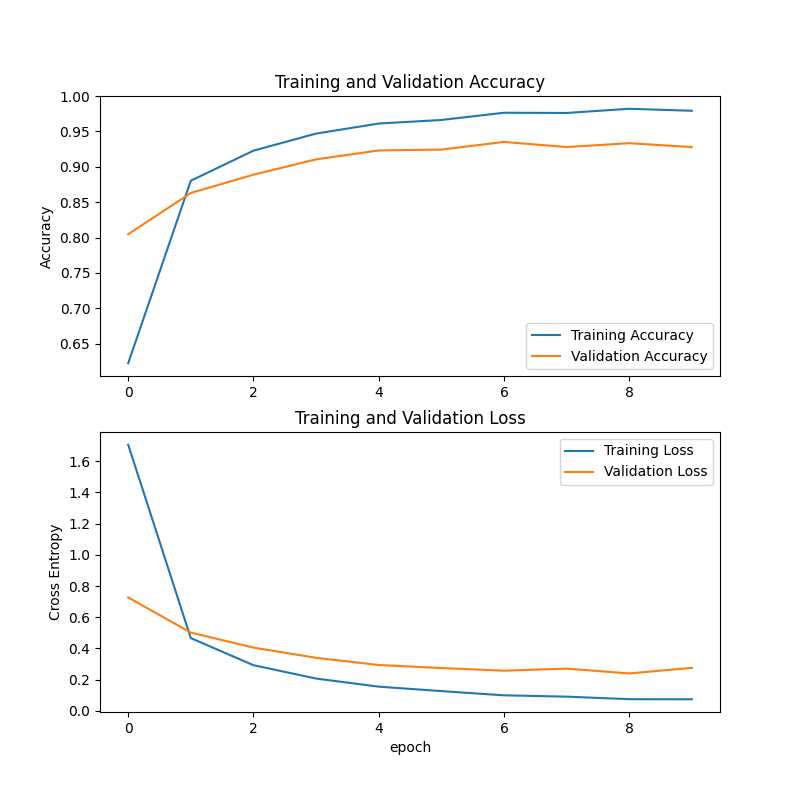 Training and Validation Accuracy
1.00
0.95
0.90
0.85
0.80
0.75
0.70
0.65
Accuracy
Training Accuracy
Validation Accuracy
0 2 4 6 8
Training and Validation Loss
1.6
1.4
1.2
1.0
0.8
0.6
0.4
0.2
0.0
Cross Entropy
Training Loss
Validation Loss
0 2 4 6 8
epoch